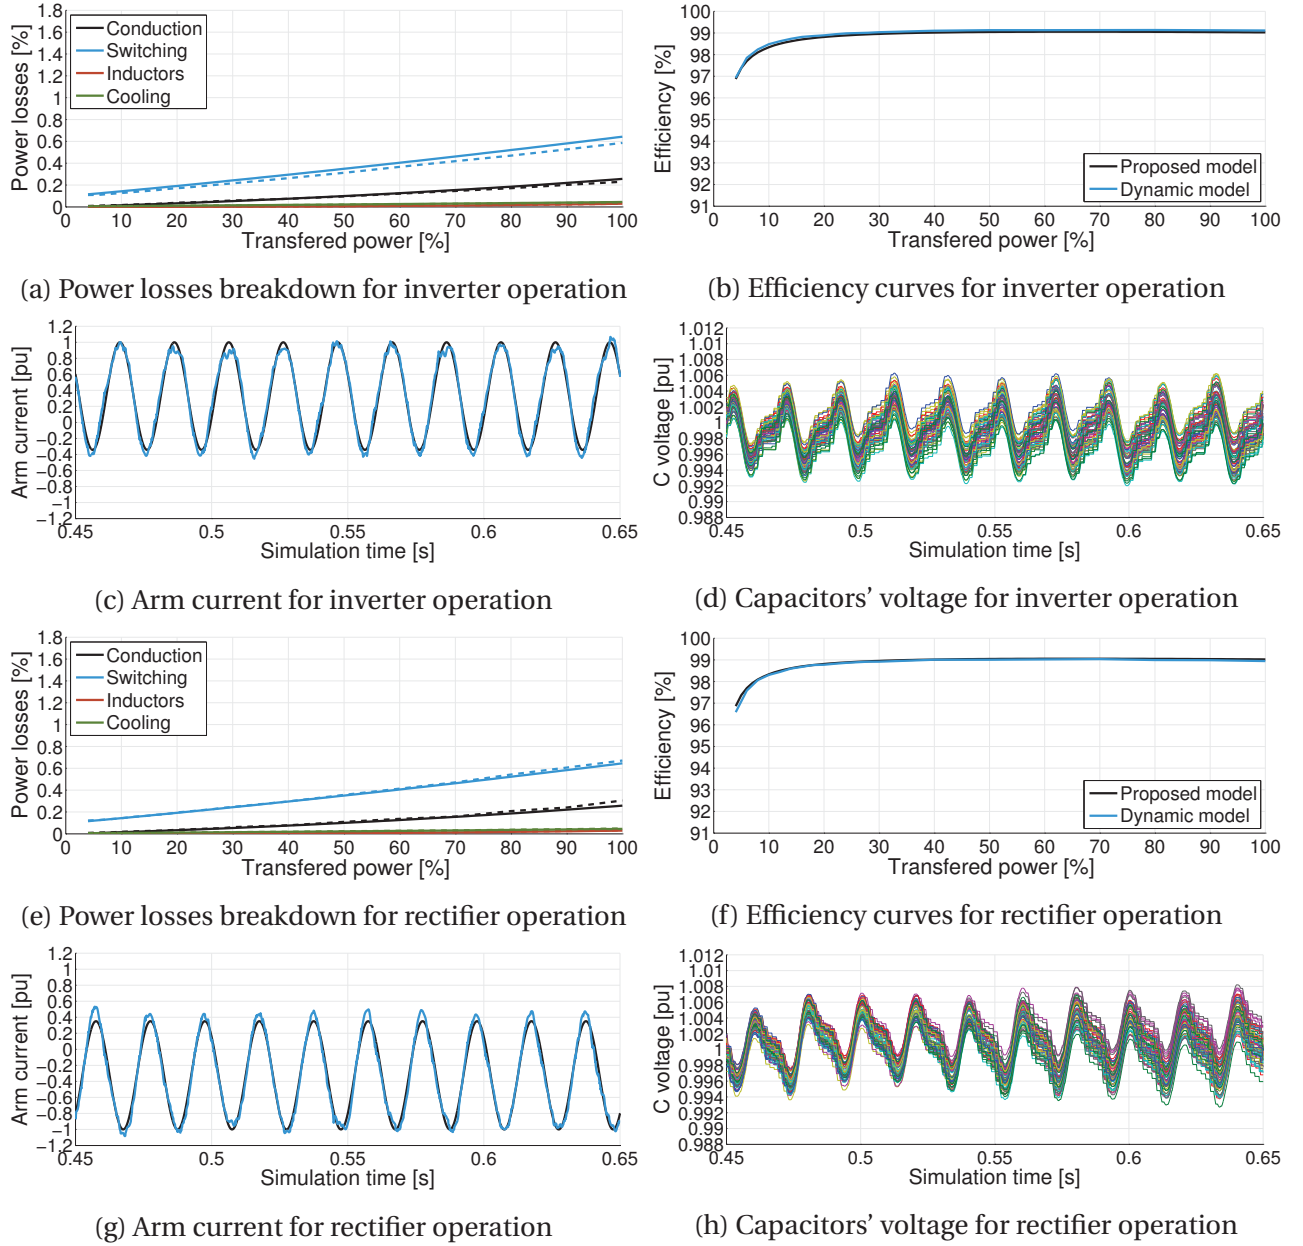 1.8
1.6
1.4
1.2
1
0.8
0.6
0.4
0.2
0
Power losses [%]
Conduction
Switching
Inductors
Cooling
0 10 20 30 40 50 60 70 80 90 100
Transfered power [%]
(a) Power losses breakdown for inverter operation
100
99
98
97
96
95
94
93
92
91
Efficiency [%]
Proposed model
Dynamic model
0 10 20 30 40 50 60 70 80 90 100
Transfered power [%]
(b) Efficiency curves for inverter operation
1.2
1
0.8
0.6
0.4
0.2
0
−0.2
−0.4
−0.6
−0.8
−1
−1.2
Arm current [pu]
0.45 0.5 0.55 0.6 0.65
Simulation time [s]
(c) Arm current for inverter operation
1.012
1.01
1.008
1.006
1.004
1.002
1
0.998
0.996
0.994
0.992
0.99
0.988
C voltage [pu]
0.45 0.5 0.55 0.6 0.65
Simulation time [s]
(d) Capacitors’ voltage for inverter operation
1.8
1.6
1.4
1.2
1
0.8
0.6
0.4
0.2
0
Power losses [%]
Conduction
Switching
Inductors
Cooling
0 10 20 30 40 50 60 70 80 90 100
Transfered power [%]
(e) Power losses breakdown for rectifier operation
100
99
98
97
96
95
94
93
92
91
Efficiency [%]
Proposed model
Dynamic model
0 10 20 30 40 50 60 70 80 90 100
Transfered power [%]
(f) Efficiency curves for rectifier operation
1.2
1
0.8
0.6
0.4
0.2
0
−0.2
−0.4
−0.6
−0.8
−1
−1.2
Arm current [pu]
0.45 0.5 0.55 0.6 0.65
Simulation time [s]
(g) Arm current for rectifier operation
1.012
1.01
1.008
1.006
1.004
1.002
1
0.998
0.996
0.994
0.992
0.99
0.988
C voltage [pu]
0.45 0.5 0.55 0.6 0.65
Simulation time [s]
(h) Capacitors’ voltage for rectifier operation